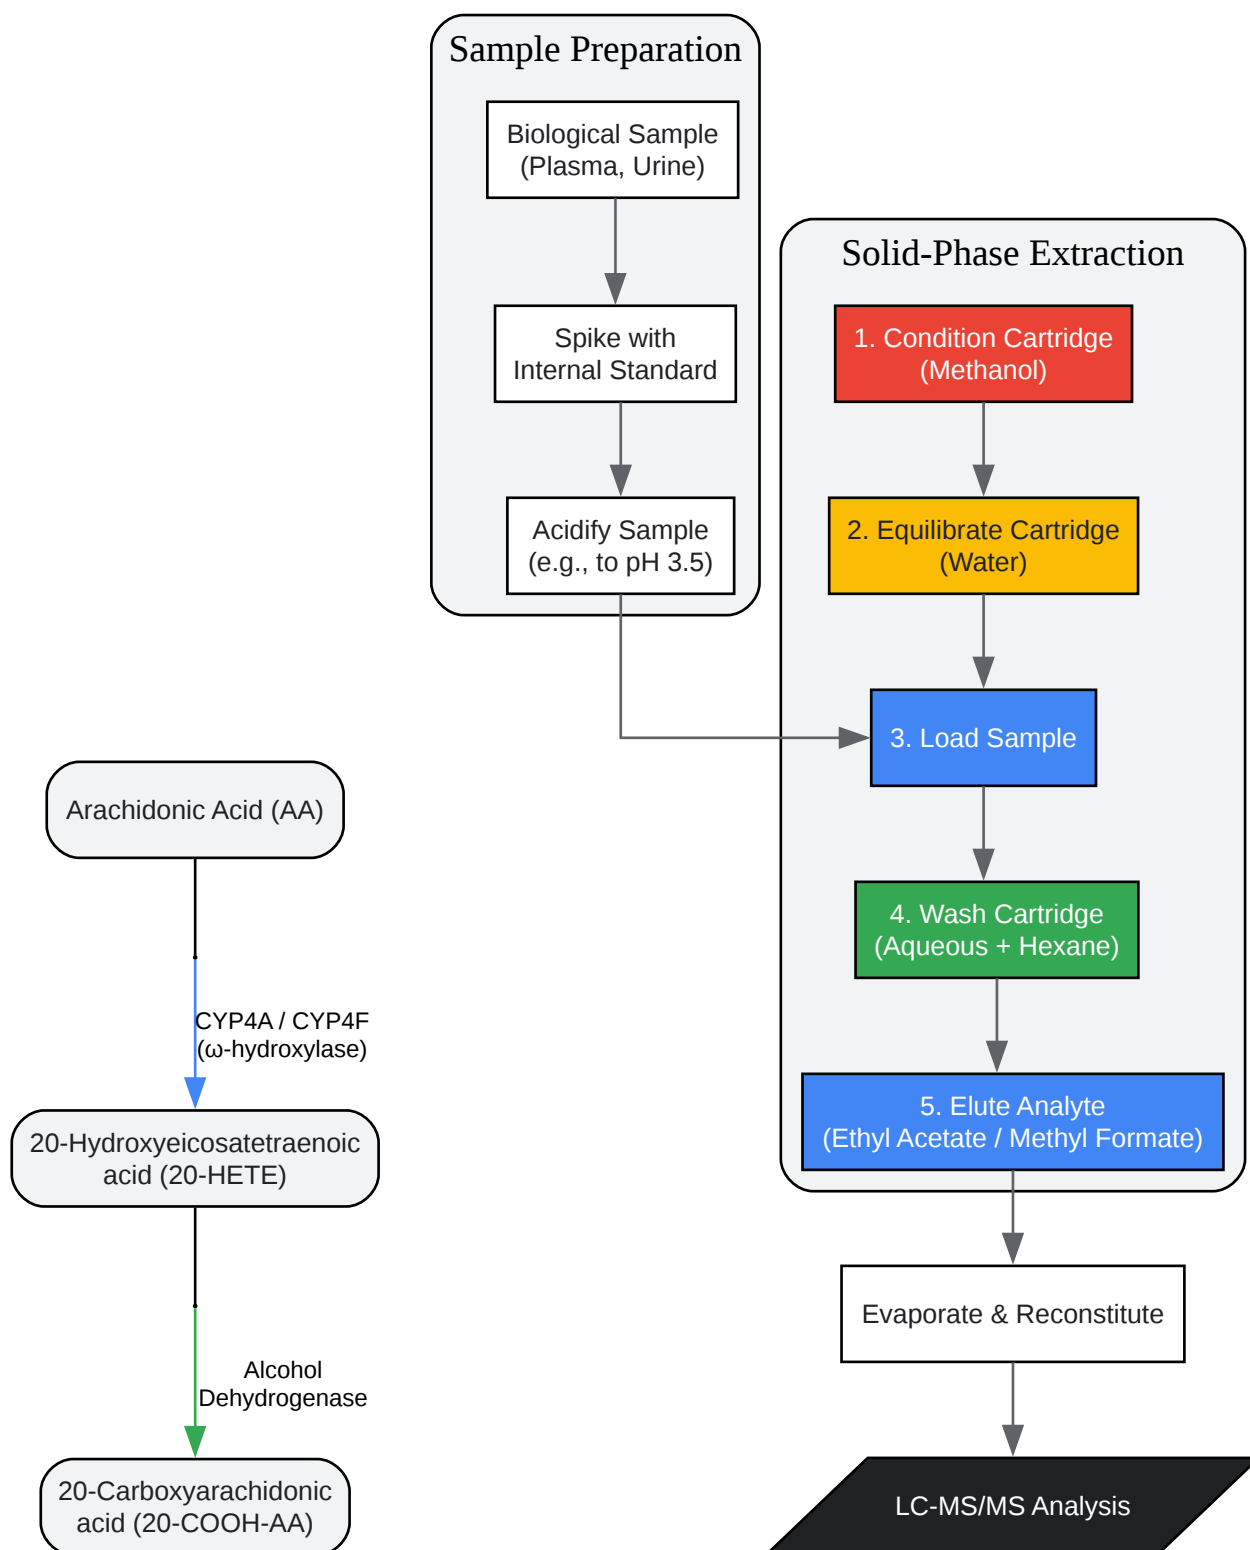 Sample Preparation
Biological Sample
(Plasma, Urine)
Spike with
Internal Standard
Acidify Sample
(e.g., to pH 3.5)
Solid-Phase Extraction
1. Condition Cartridge
(Methanol)
2. Equilibrate Cartridge
(Water)
3. Load Sample
4. Wash Cartridge
(Aqueous + Hexane)
5. Elute Analyte
(Ethyl Acetate / Methyl Formate)
Evaporate & Reconstitute
LC-MS/MS Analysis
Arachidonic Acid (AA)
CYP4A / CYP4F
(ω-hydroxylase)
20-Hydroxyeicosatetraenoic
acid (20-HETE)
Alcohol
Dehydrogenase
20-Carboxyarachidonic
acid (20-COOH-AA)